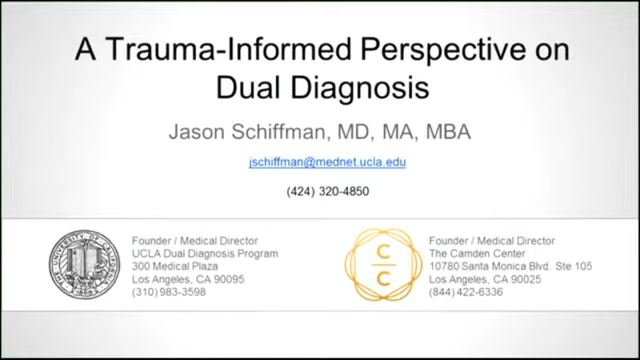 A Trauma-Informed Perspective on
Dual Diagnosis
Jason Schiffman, MD, MA, MBA
jschiffman@mednet.ucla.edu
(424) 320-4850
Founder / Medical Director
UCLA Dual Diagnosis Program
300 Medical Plaza
Los Angeles, CA 90095
(310) 983-3598
C
C
Founder / Medical Director
The Camden Center
10780 Santa Monica Blvd. Ste 105
Los Angeles, CA 90025
(844) 422-6336